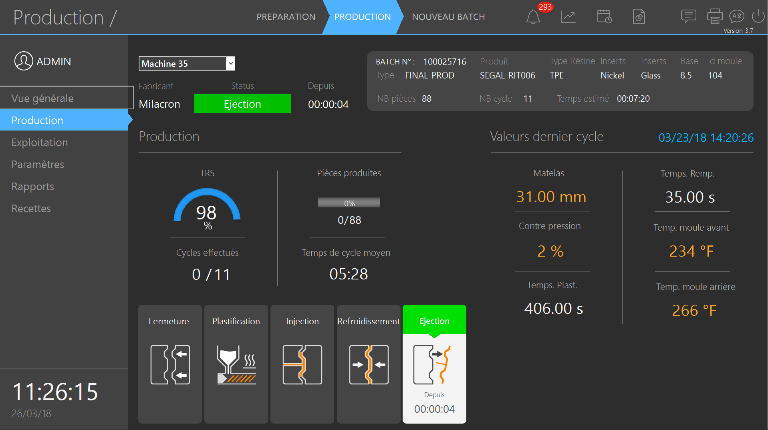 Production /
PREPARATION
PRODUCTION
NOUVEAU BATCH
293
Version 3.7
ADMIN
Vue générale
Production
Exploitation
Paramètres
Rapports
Recettes
11:26:15
26/03/18
Machine 35
Fabricant Status Depuis
Milacron Ejection 00:00:04
BATCH N° : 100025716 Produit Type Résine Inserts Inserts Base Id moule
Type FINAL PROD SEGAL RIT006 TPE Nickel Glass 8.5 104
NB pièces 88 NB cycle 11 Temps estimé 00:07:20
Production
TRS
98
%
Pièces produites
0%
0/88
Cycles effectués
0 /11
Temps de cycle moyen
05:28
Valeurs dernier cycle 03/23/18 14:20:26
Matelas
31.00 mm
Temps. Remp.
35.00 s
Contre pression
2 %
Temp. moule avant
234 °F
Temps. Plast.
406.00 s
Temp. moule arrière
266 °F
Fermeture
Plastification
Injection
Refroidissement
Ejection
Depuis
00:00:04